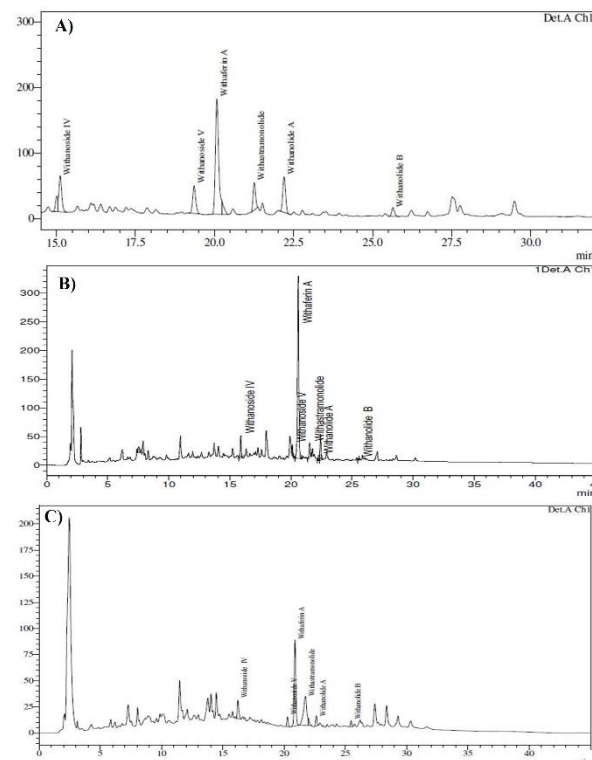 A)
Det.A Ch1
300
200
100
0
Withanoside IV
Withanoside V
Withaferin A
Withastramonolide
Withanolide A
Withanolide B
15.0 17.5 20.0 22.5 25.0 27.5 30.0
min
B)
1Det.A Ch1
300
250
200
150
100
50
0
Withanoside IV
Withanoside V
Withaferin A
Withastramonolide
Withanolide A
Withanolide B
0 5 10 15 20 25 30 35 40
min
C)
Det.A Ch1
200
175
150
125
100
75
50
25
0
Withanoside IV
Withanoside V
Withaferin A
Withastramonolide
Withanolide A
Withanolide B
0 10 20 30 40